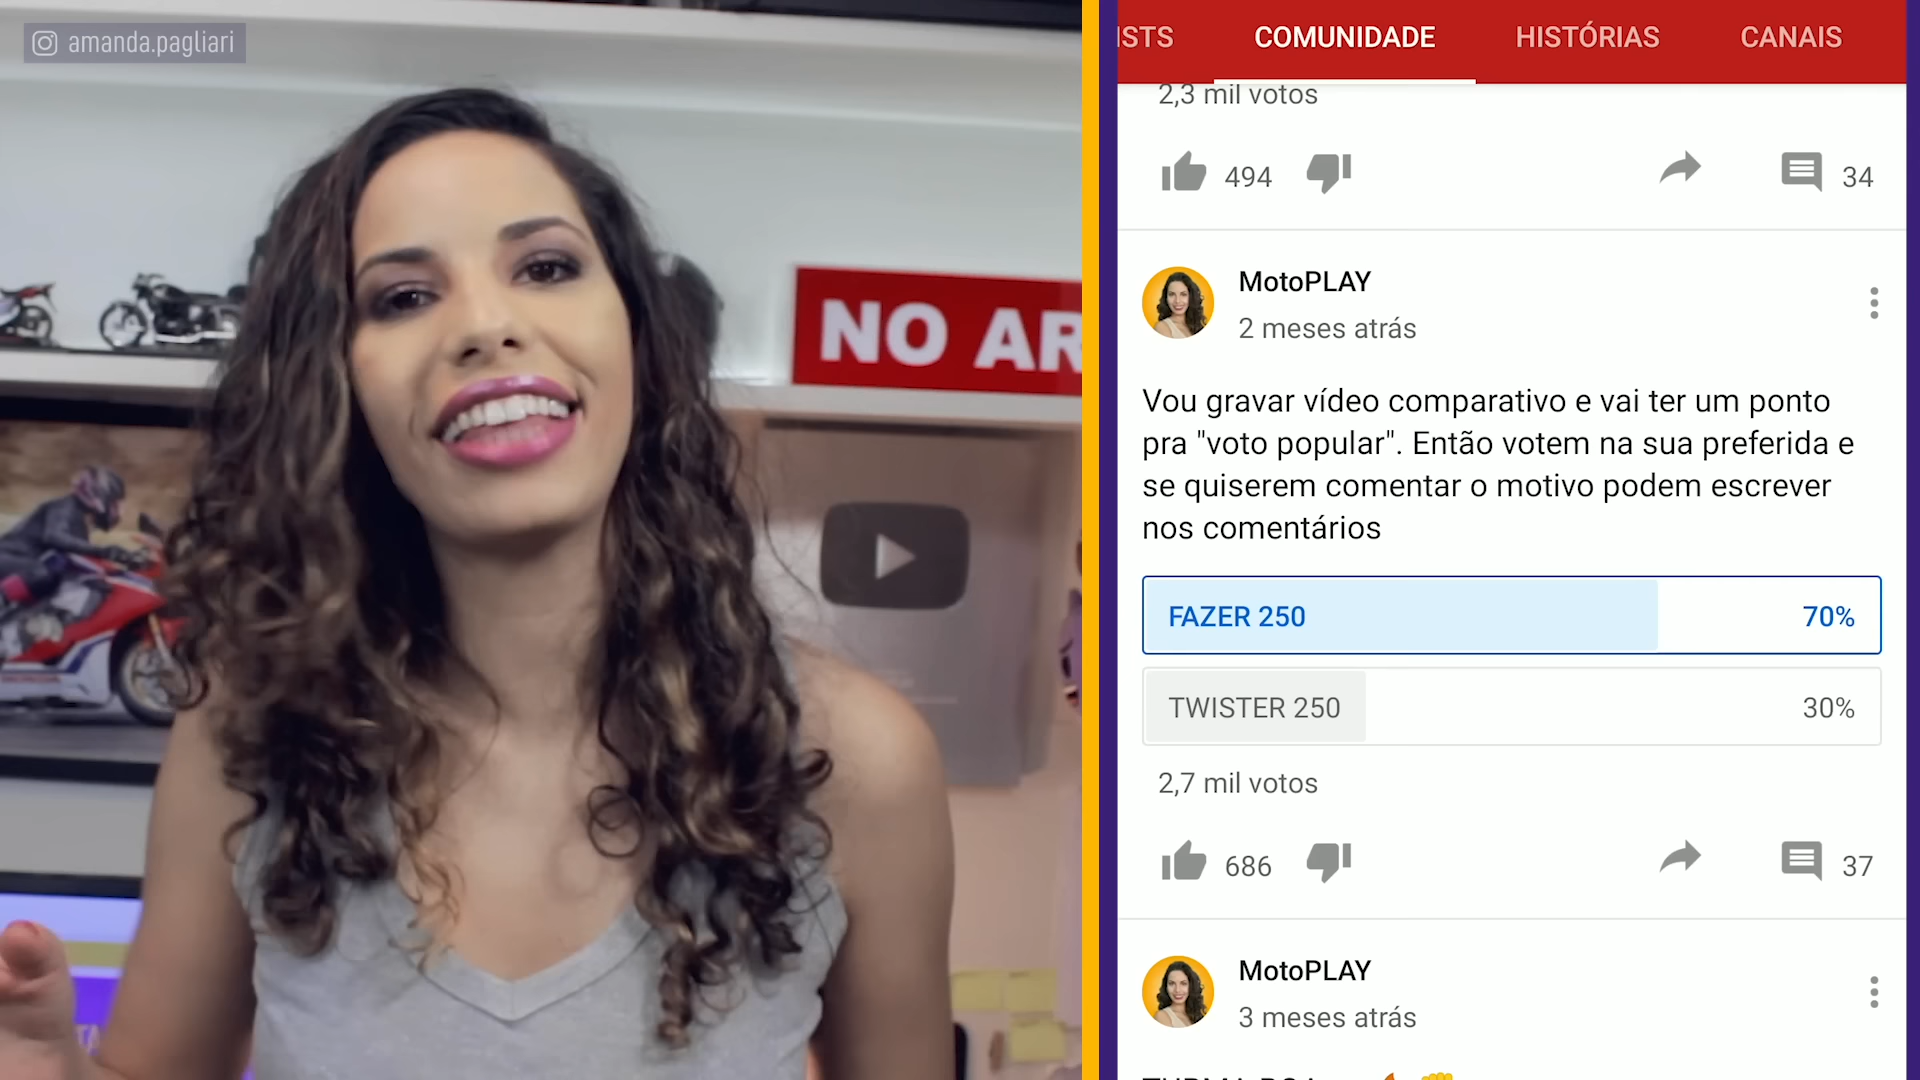 amanda.pagliari
NO AR
ISTS
COMUNIDADE
HISTÓRIAS
CANAIS
2,3 mil votos
494
34
MotoPLAY
2 meses atrás
Vou gravar vídeo comparativo e vai ter um ponto
pra "voto popular". Então votem na sua preferida e
se quiserem comentar o motivo podem escrever
nos comentários
FAZER 250
70%
TWISTER 250
30%
2,7 mil votos
686
37
MotoPLAY
3 meses atrás